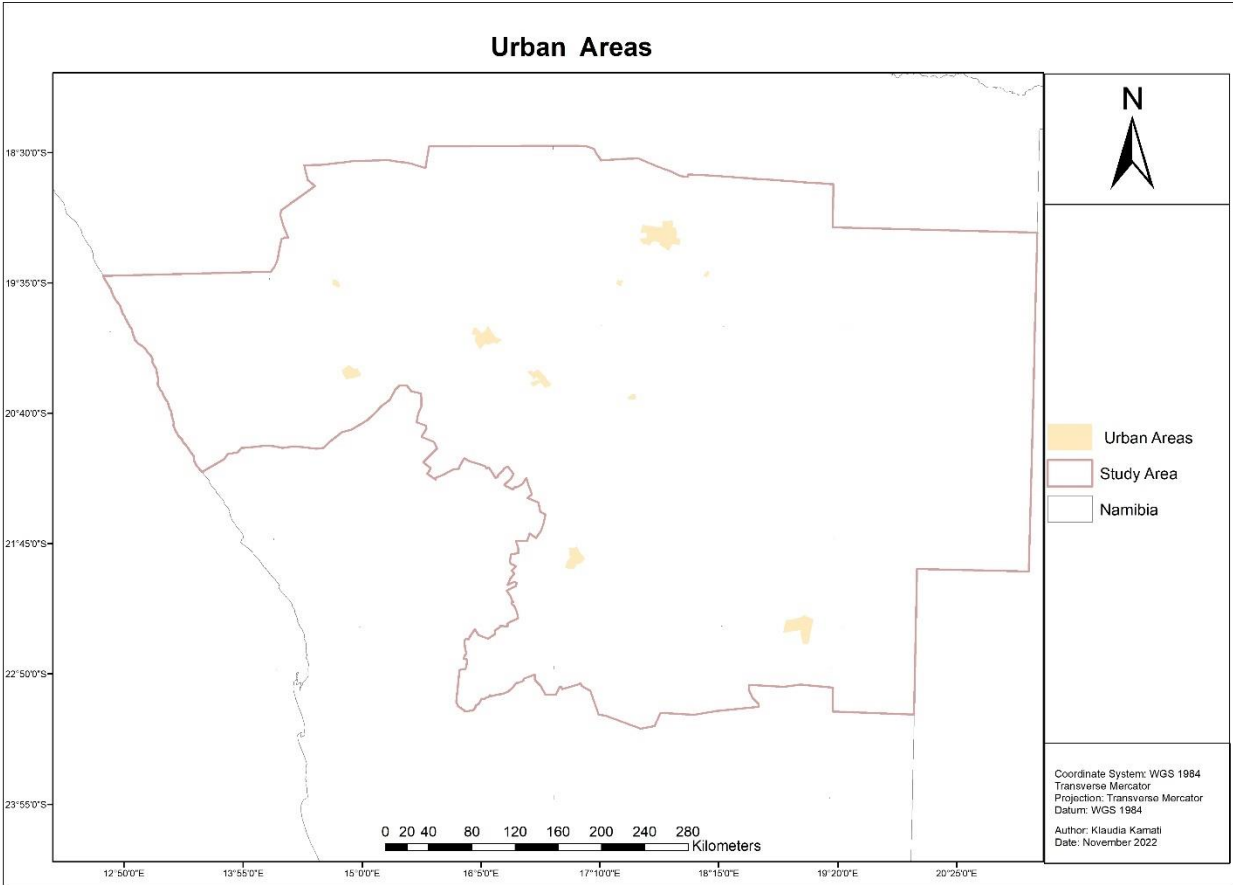 Urban Areas
N
18°30'0"S
19°35'0"S
20°40'0"S
21°45'0"S
22°50'0"S
23°55'0"S
Urban Areas
Study Area
Namibia
0 20 40 80 120 160 200 240 280
Kilometers
Coordinate System: WGS 1984
Transverse Mercator
Projection: Transverse Mercator
Datum: WGS 1984
Author: Klaudia Kamati
Date: November 2022
12°50'0"E
13°55'0"E
15°0'0"E
16°5'0"E
17°10'0"E
18°15'0"E
19°20'0"E
20°25'0"E